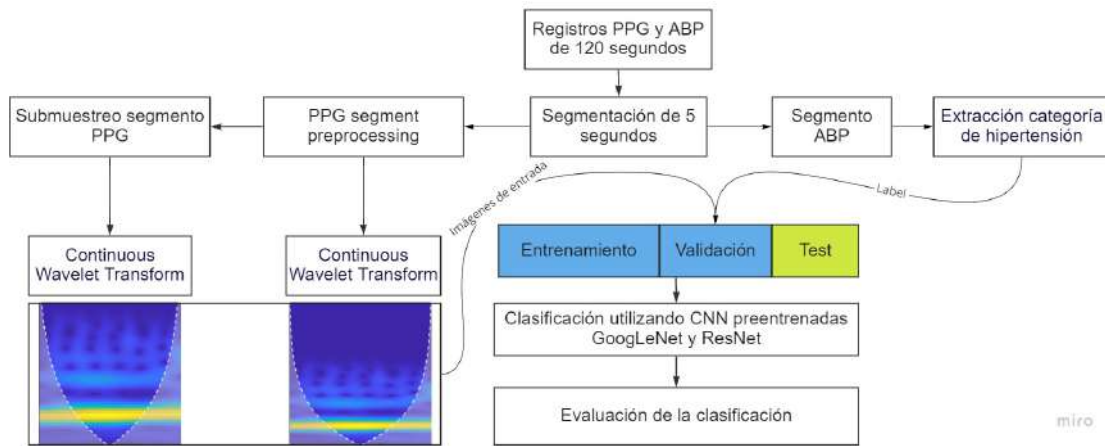 Registros PPG y ABP
de 120 segundos
Submuestreo segmento
PPG
PPG segment
preprocessing
Segmentación de 5
segundos
Segmento
ABP
Extracción categoría
de hipertensión
Imágenes de entrada
Label
Continuous
Wavelet Transform
Continuous
Wavelet Transform
Entrenamiento
Validación
Test
Clasificación utilizando CNN preentrenadas
GoogLeNet y ResNet
Evaluación de la clasificación
miro